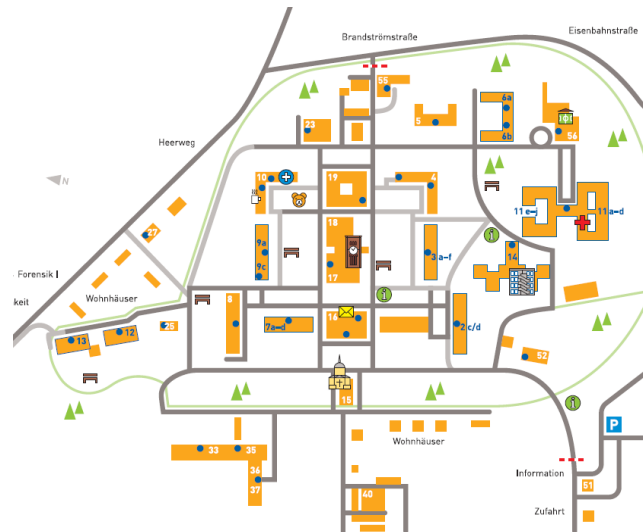 Eisenbahnstraße
Brandströmstraße
55
6a
5
23
6b
56
Heerweg
N
10
19
4
11 e-j
11 a-d
27
18
9a
3 a-f
14
9c
17
Forensik I
Wohnhäuser
keit
8
7a-d
16
2 c/d
25
12
13
52
15
Wohnhäuser
P
33
35
36
Information
37
40
51
Zufahrt